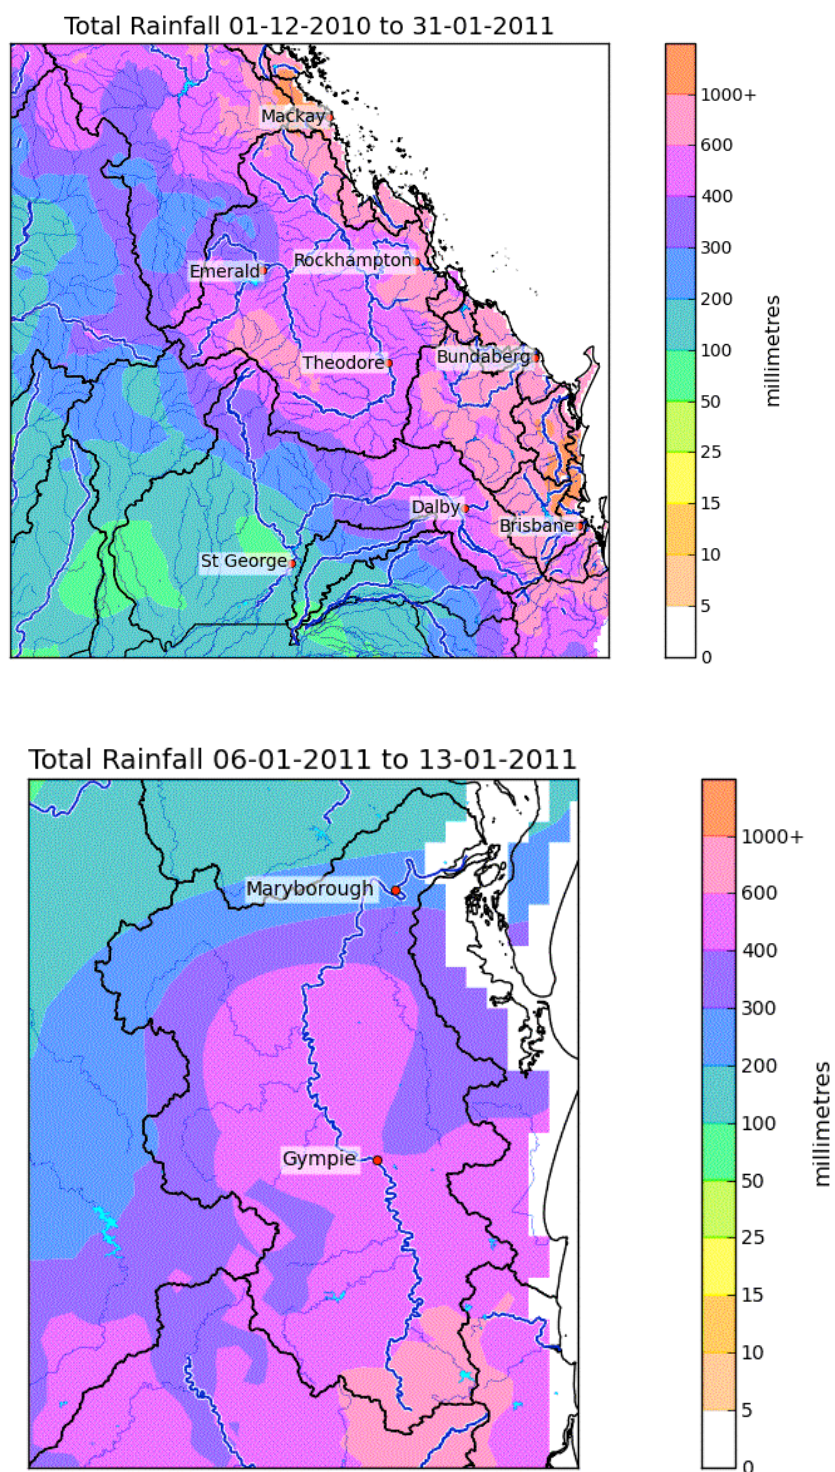 Total Rainfall 01-12-2010 to 31-01-2011
Mackay
Emerald
Rockhampton
Theodore
Bundaberg
Dalby
Brisbane
St George
1000+
600
400
300
200
100
50
25
15
10
5
0
millimetres
Total Rainfall 06-01-2011 to 13-01-2011
Maryborough
Gympie
1000+
600
400
300
200
100
50
25
15
10
5
0
millimetres